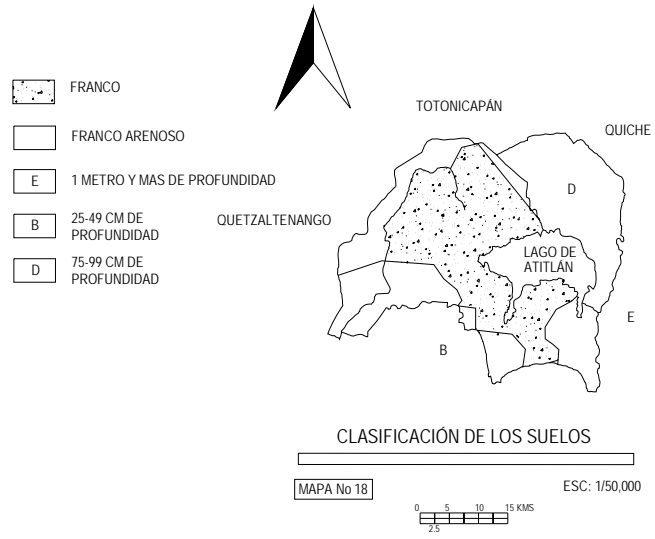 FRANCO
FRANCO ARENOSO
E
1 METRO Y MAS DE PROFUNDIDAD
B
25-49 CM DE
PROFUNDIDAD
D
75-99 CM DE
PROFUNDIDAD
TOTONICAPÁN
QUICHE
D
QUETZALTENANGO
LAGO DE
ATITLÁN
E
B
CLASIFICACIÓN DE LOS SUELOS
MAPA No 18
ESC: 1/50,000
0 5 10 15 KMS
2.5